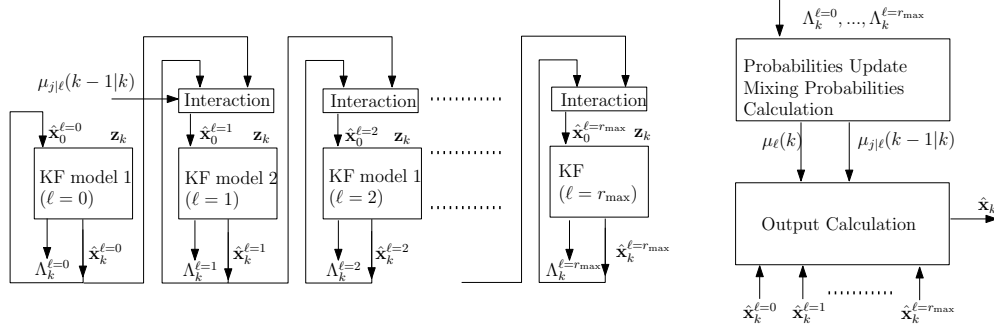 μ_{j|ℓ}(k − 1|k)
Interaction
Interaction
Interaction
x̂_0^{ℓ=0} z_k
x̂_0^{ℓ=1} z_k
x̂_0^{ℓ=2} z_k
x̂_0^{ℓ=r_max} z_k
KF model 1
(ℓ = 0)
KF model 2
(ℓ = 1)
KF model 1
(ℓ = 2)
KF
(ℓ = r_max)
Λ_k^{ℓ=0} x̂_k^{ℓ=0}
Λ_k^{ℓ=1} x̂_k^{ℓ=1}
Λ_k^{ℓ=2} x̂_k^{ℓ=2}
Λ_k^{ℓ=r_max} x̂_k^{ℓ=r_max}
Λ_k^{ℓ=0}, ..., Λ_k^{ℓ=r_max}
Probabilities Update
Mixing Probabilities
Calculation
μ_ℓ(k) μ_{j|ℓ}(k − 1|k)
Output Calculation
x̂_k
x̂_k^{ℓ=0} x̂_k^{ℓ=1} x̂_k^{ℓ=r_max}